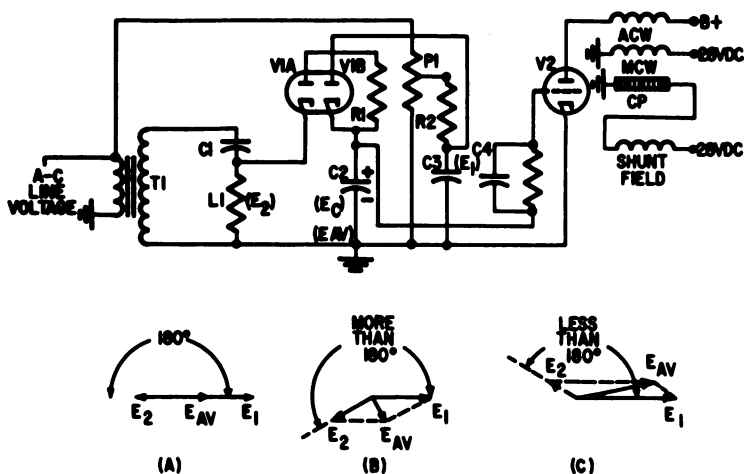 B+
ACW
28VDC
MCW
CP
28VDC
SHUNT
FIELD
V2
V1A
V1B
P1
R1
R2
C1
C2
+
-
(E0)
(EAV)
C3
(E1)
C4
L1
(E2)
T1
A-C
LINE
VOLTAGE
180°
E2
EAV
E1
(A)
MORE
THAN
180°
E2
EAV
E1
(B)
LESS
THAN
180°
E2
EAV
E1
(C)